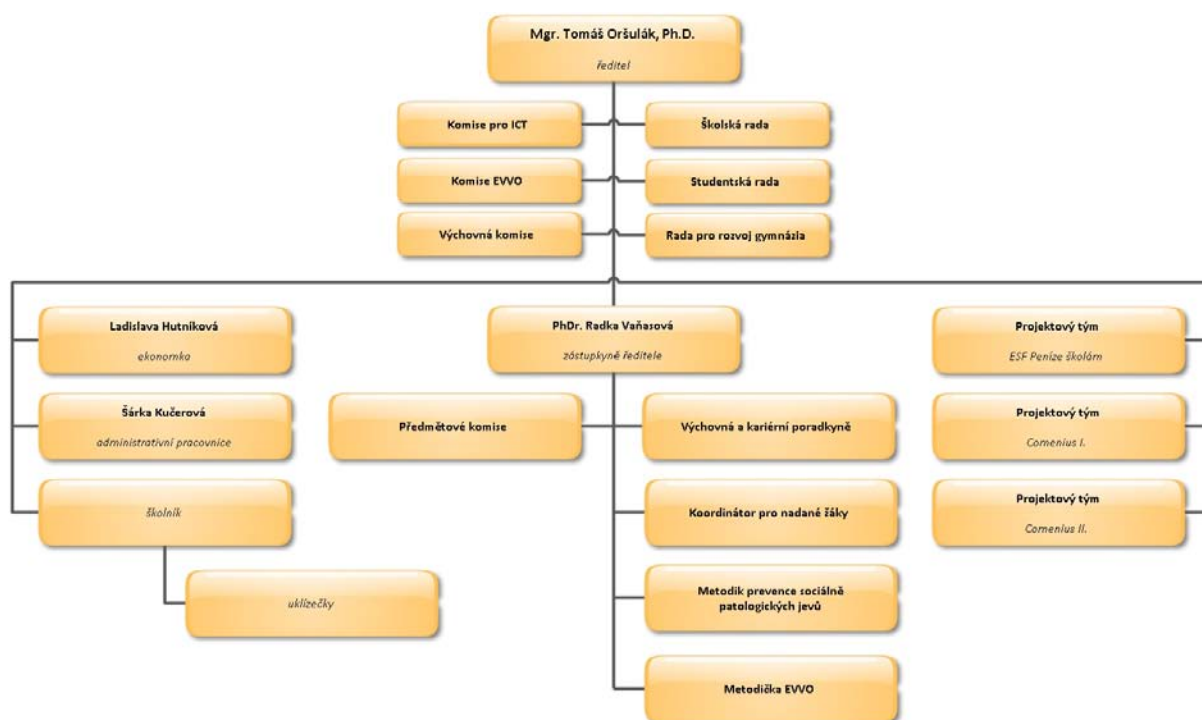 Mgr. Tomáš Oršulák, Ph.D.
ředitel
Komise pro ICT
Školská rada
Komise EVVO
Studentská rada
Výchovná komise
Rada pro rozvoj gymnázia
Ladislava Hutníková
ekonomka
PhDr. Radka Vaňasová
zástupkyně ředitele
Projektový tým
ESF Peníze školám
Šárka Kučerová
administrativní pracovnice
Předmětové komise
Výchovná a kariérní poradkyně
Projektový tým
Comenius I.
školník
Koordinátor pro nadané žáky
Projektový tým
Comenius II.
uklízečky
Metodik prevence sociálně
patologických jevů
Metodička EVVO